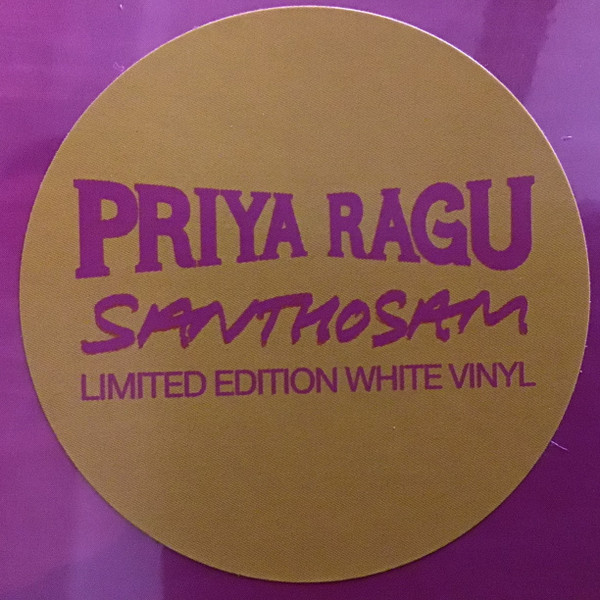 PRIYA RAGU
SANTHOSAM
LIMITED EDITION WHITE VINYL